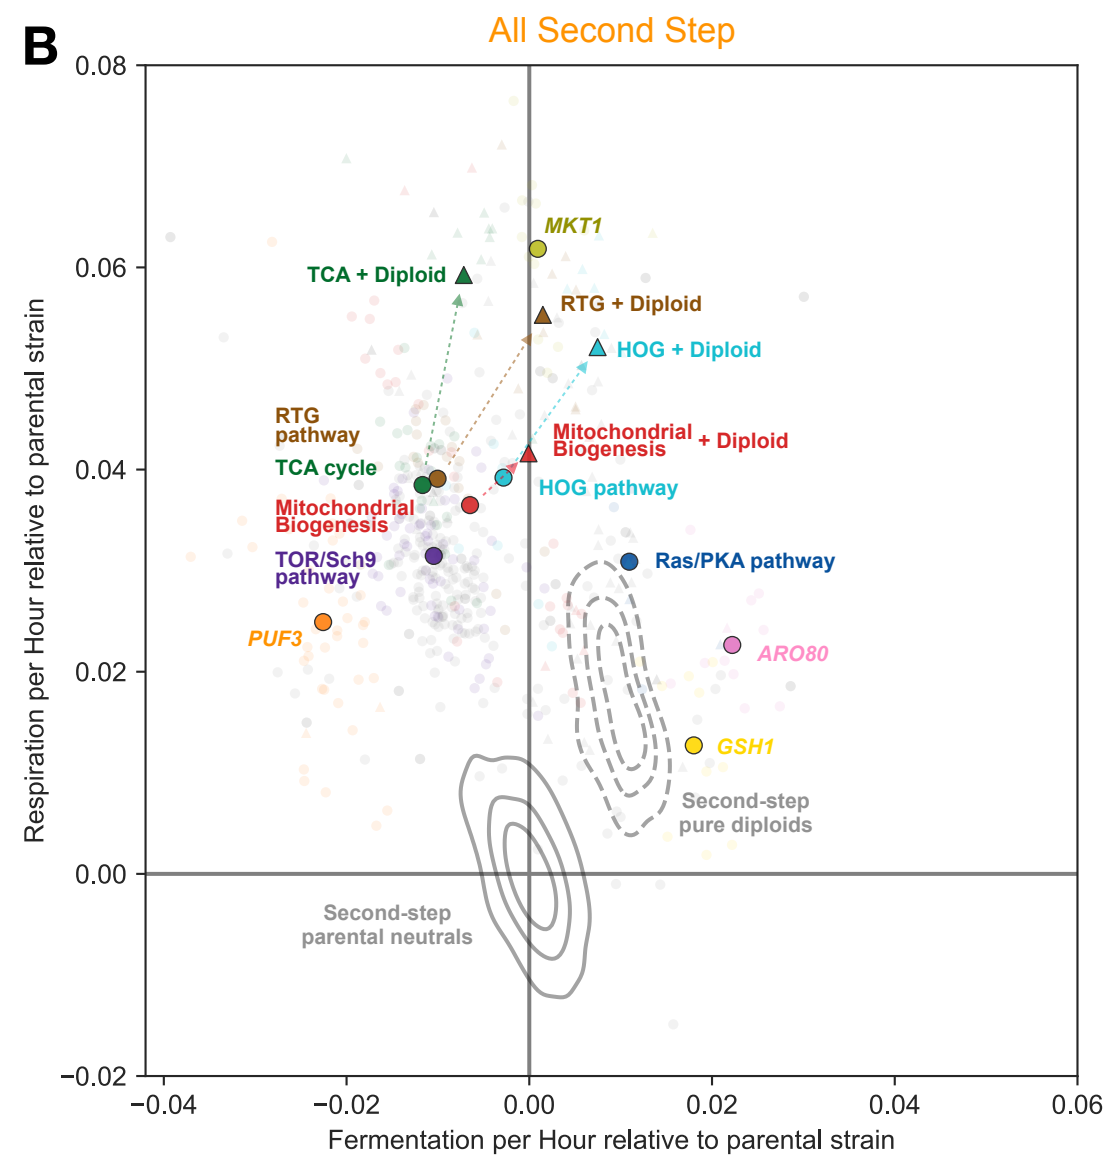 B
All Second Step
0.08
0.06
0.04
0.02
0.00
−0.02
Respiration per Hour relative to parental strain
MKT1
TCA + Diploid
RTG + Diploid
HOG + Diploid
RTG
pathway
Mitochondrial
Biogenesis
+ Diploid
TCA cycle
HOG pathway
Mitochondrial
Biogenesis
TOR/Sch9
pathway
Ras/PKA pathway
PUF3
ARO80
GSH1
Second-step
pure diploids
Second-step
parental neutrals
−0.04
−0.02
0.00
0.02
0.04
0.06
Fermentation per Hour relative to parental strain